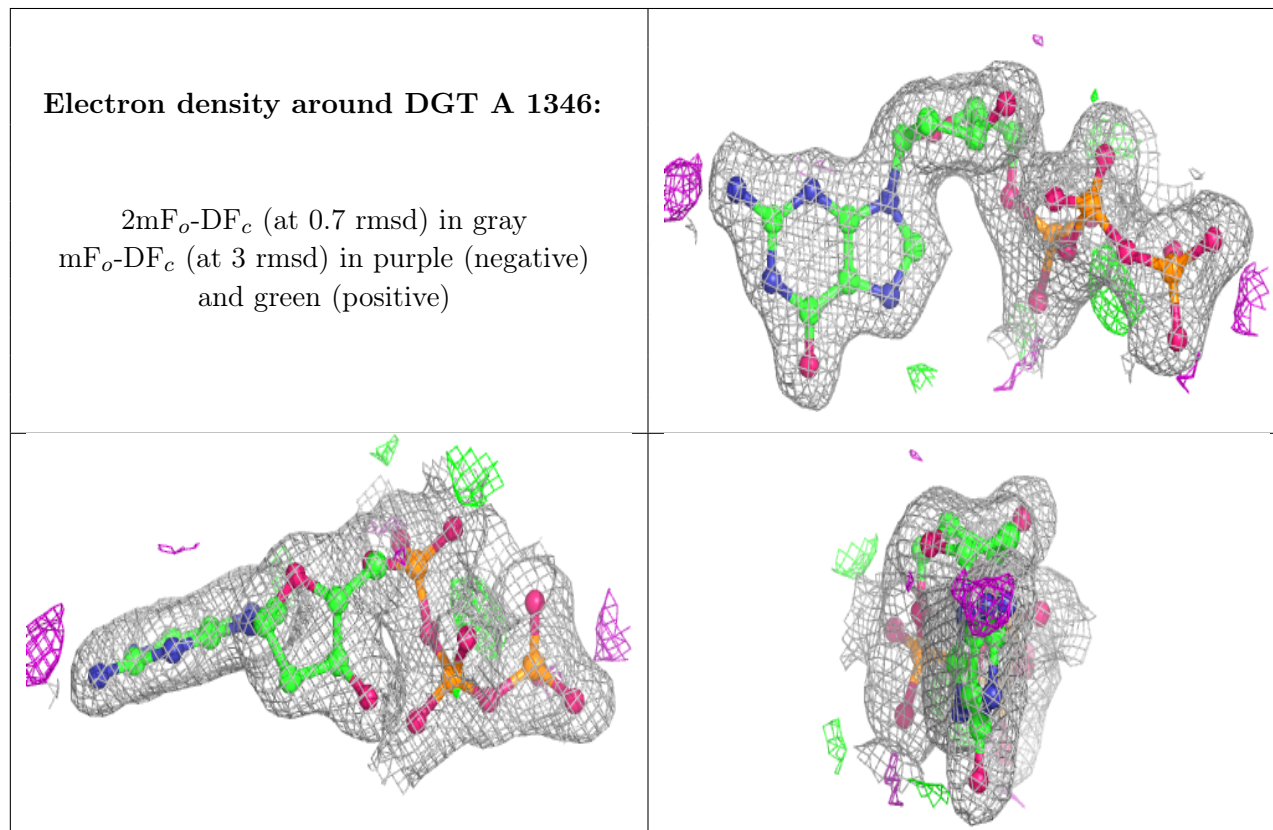 Electron density around DGT A 1346:
2mFo-DFc (at 0.7 rmsd) in gray
mFo-DFc (at 3 rmsd) in purple (negative)
and green (positive)